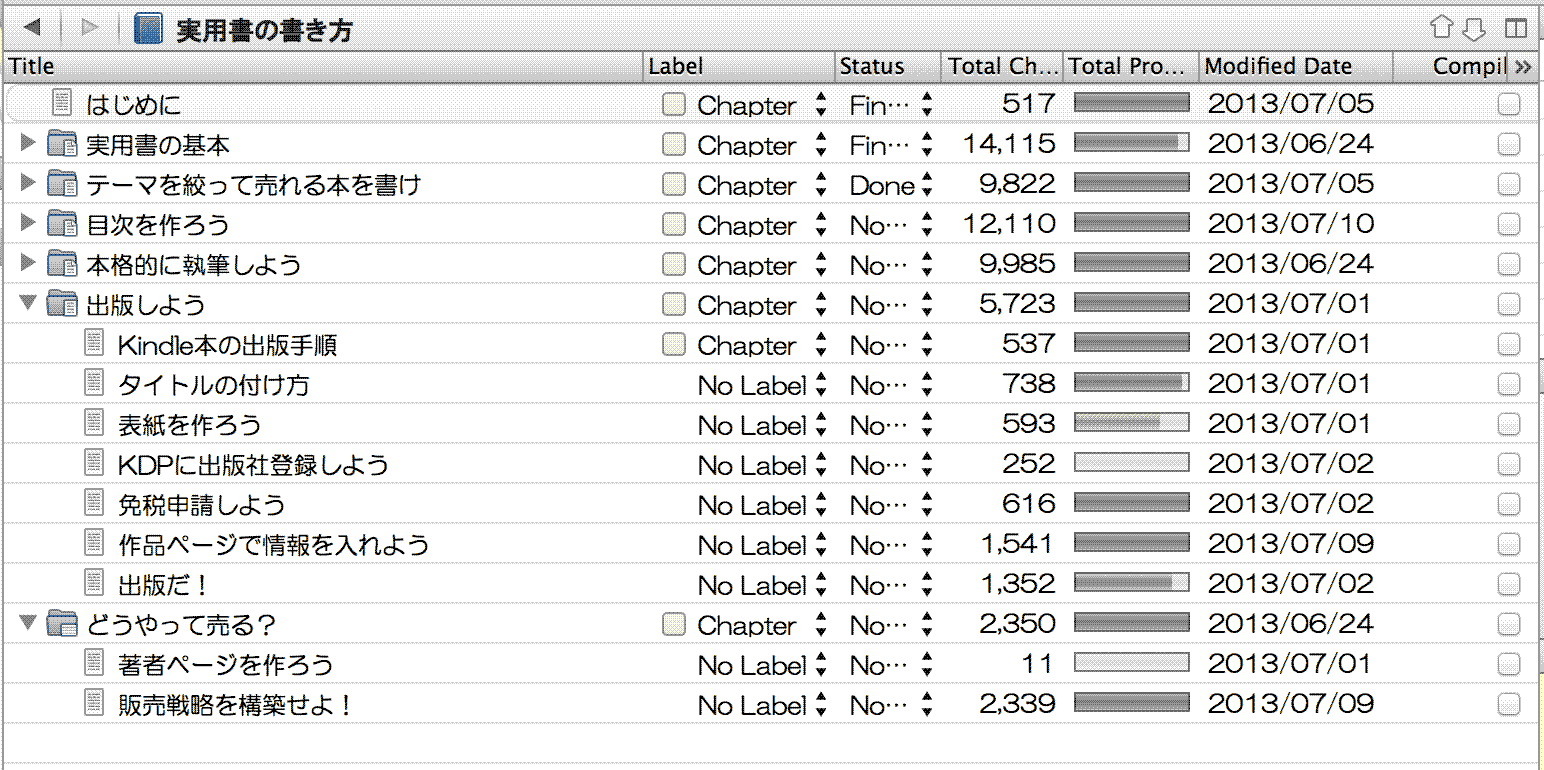 実用書の書き方
Title Label Status Total Ch... Total Pro... Modified Date Compil
はじめに Chapter Fin… 517 2013/07/05
実用書の基本 Chapter Fin… 14,115 2013/06/24
テーマを絞って売れる本を書け Chapter Done 9,822 2013/07/05
目次を作ろう Chapter No… 12,110 2013/07/10
本格的に執筆しよう Chapter No… 9,985 2013/06/24
出版しよう Chapter No… 5,723 2013/07/01
Kindle本の出版手順 Chapter No… 537 2013/07/01
タイトルの付け方 No Label No… 738 2013/07/01
表紙を作ろう No Label No… 593 2013/07/01
KDPに出版社登録しよう No Label No… 252 2013/07/02
免税申請しよう No Label No… 616 2013/07/02
作品ページで情報を入れよう No Label No… 1,541 2013/07/09
出版だ！ No Label No… 1,352 2013/07/02
どうやって売る？ Chapter No… 2,350 2013/06/24
著者ページを作ろう No Label No… 11 2013/07/01
販売戦略を構築せよ！ No Label No… 2,339 2013/07/09